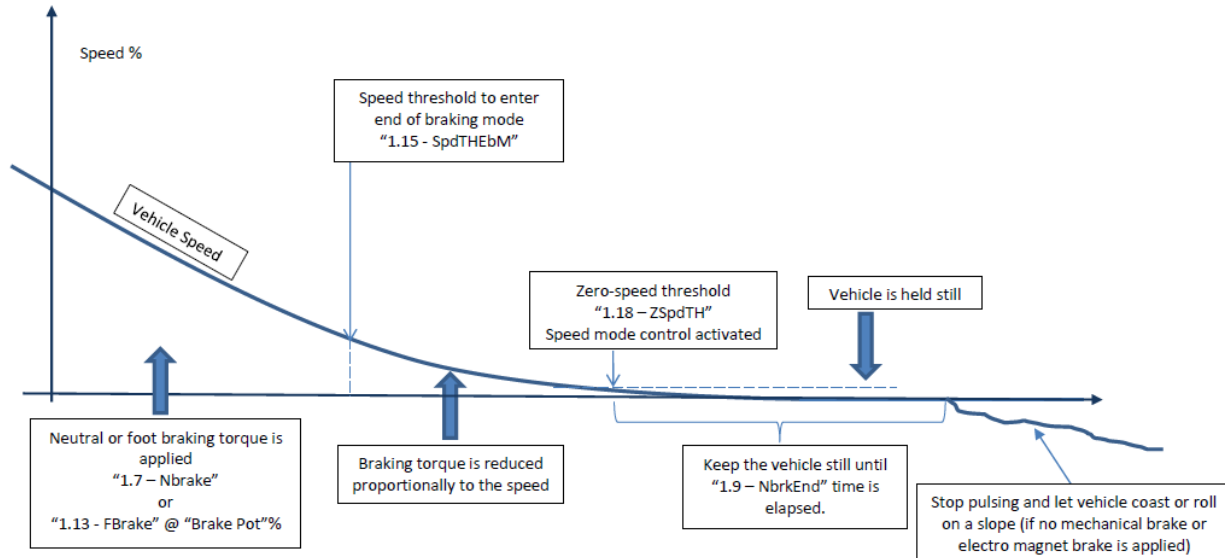 Speed %
Speed threshold to enter
end of braking mode
“1.15 - SpdTHEbM”
Vehicle Speed
Zero-speed threshold
“1.18 – ZSpdTH”
Speed mode control activated
Vehicle is held still
Neutral or foot braking torque is
applied
“1.7 – Nbrake”
or
“1.13 - FBrake” @ “Brake Pot”%
Braking torque is reduced
proportionally to the speed
Keep the vehicle still until
“1.9 – NbrkEnd” time is
elapsed.
Stop pulsing and let vehicle coast or roll
on a slope (if no mechanical brake or
electro magnet brake is applied)